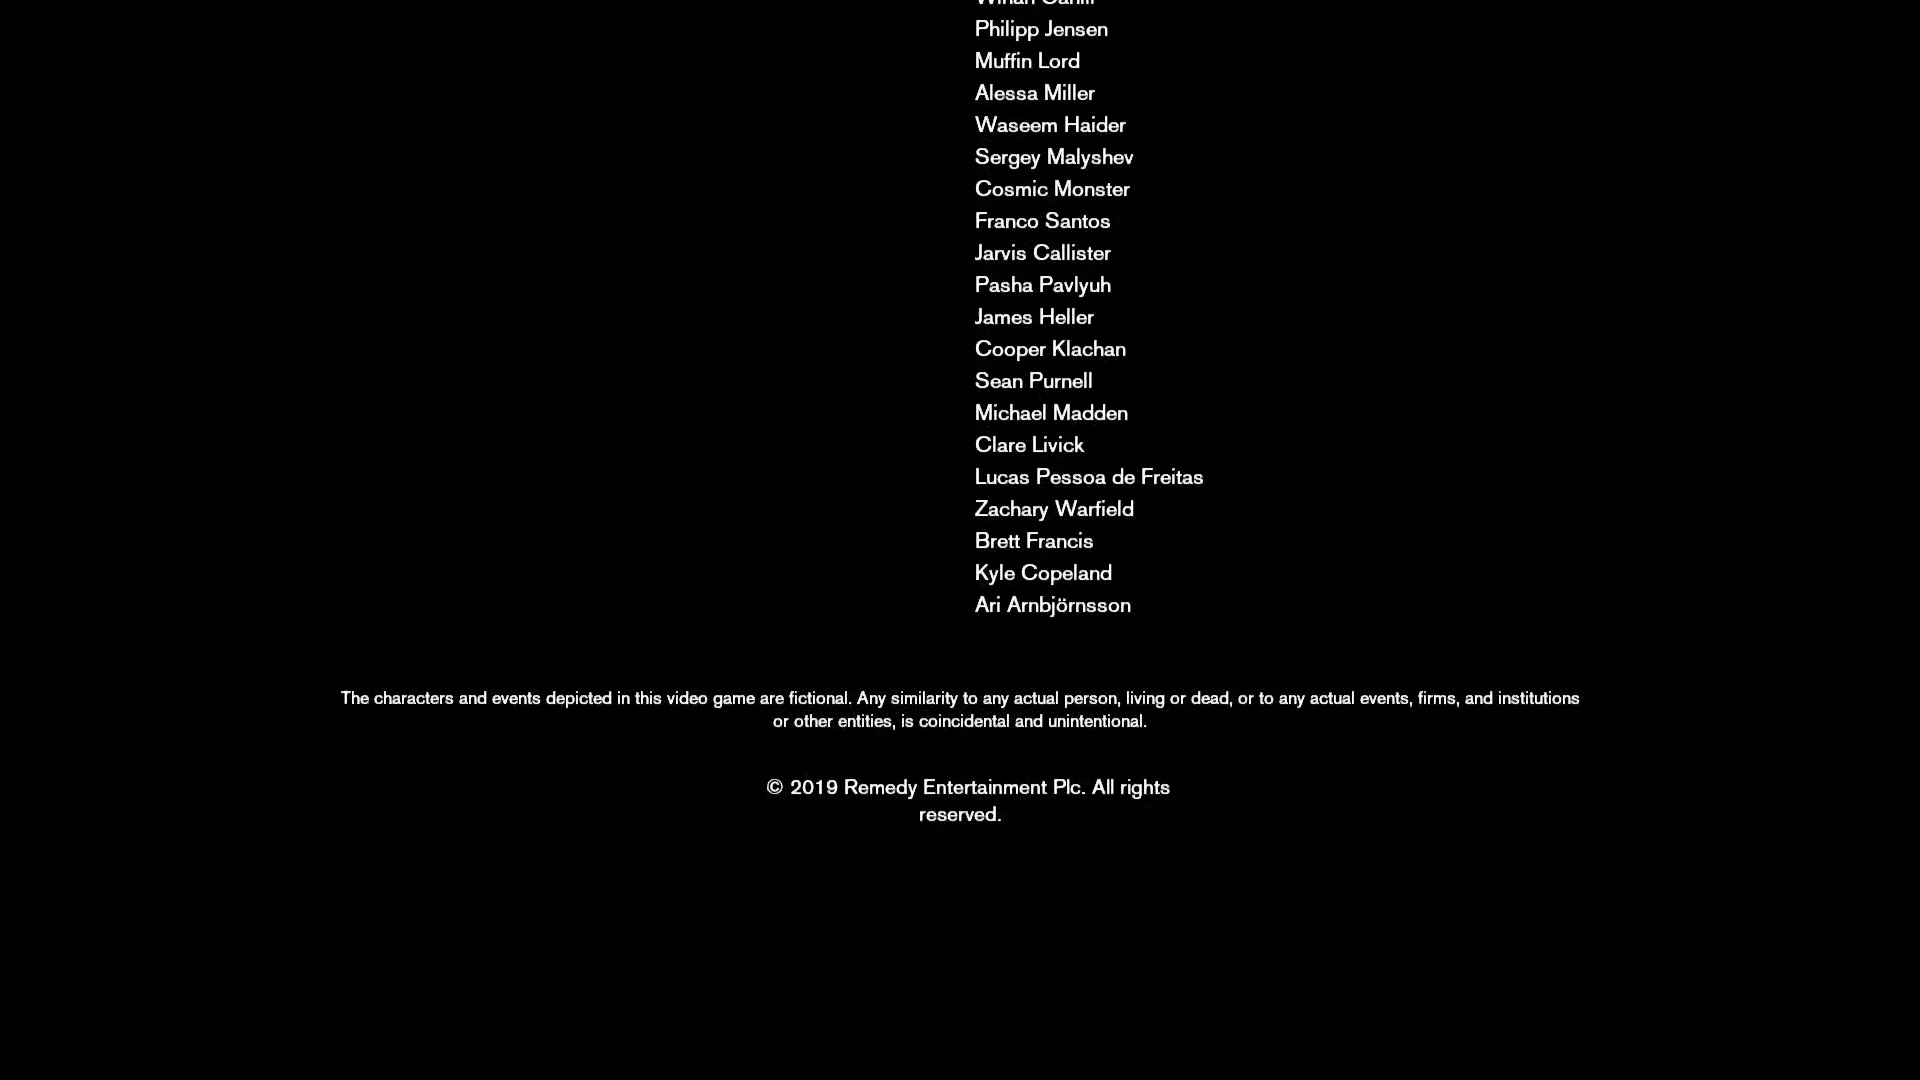 Philipp Jensen
Muffin Lord
Alessa Miller
Waseem Haider
Sergey Malyshev
Cosmic Monster
Franco Santos
Jarvis Callister
Pasha Pavlyuh
James Heller
Cooper Klachan
Sean Purnell
Michael Madden
Clare Livick
Lucas Pessoa de Freitas
Zachary Warfield
Brett Francis
Kyle Copeland
Ari Arnbjörnsson
The characters and events depicted in this video game are fictional. Any similarity to any actual person, living or dead, or to any actual events, firms, and institutions
or other entities, is coincidental and unintentional.
© 2019 Remedy Entertainment Plc. All rights
reserved.